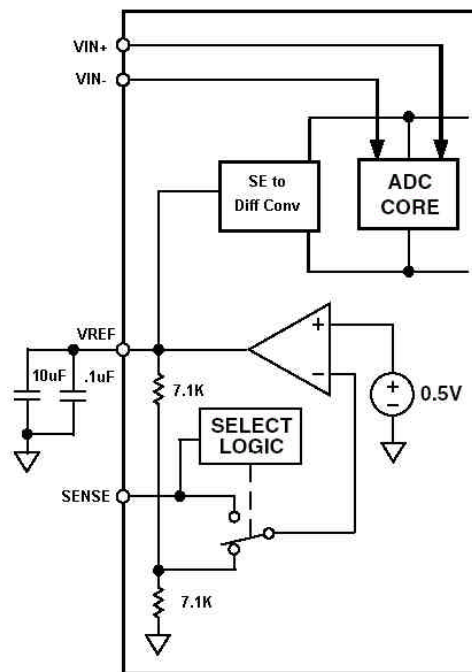 VIN+
VIN-
SE to
Diff Conv
ADC
CORE
VREF
10uF
.1uF
7.1K
+
−
+
−
0.5V
SELECT
LOGIC
SENSE
7.1K